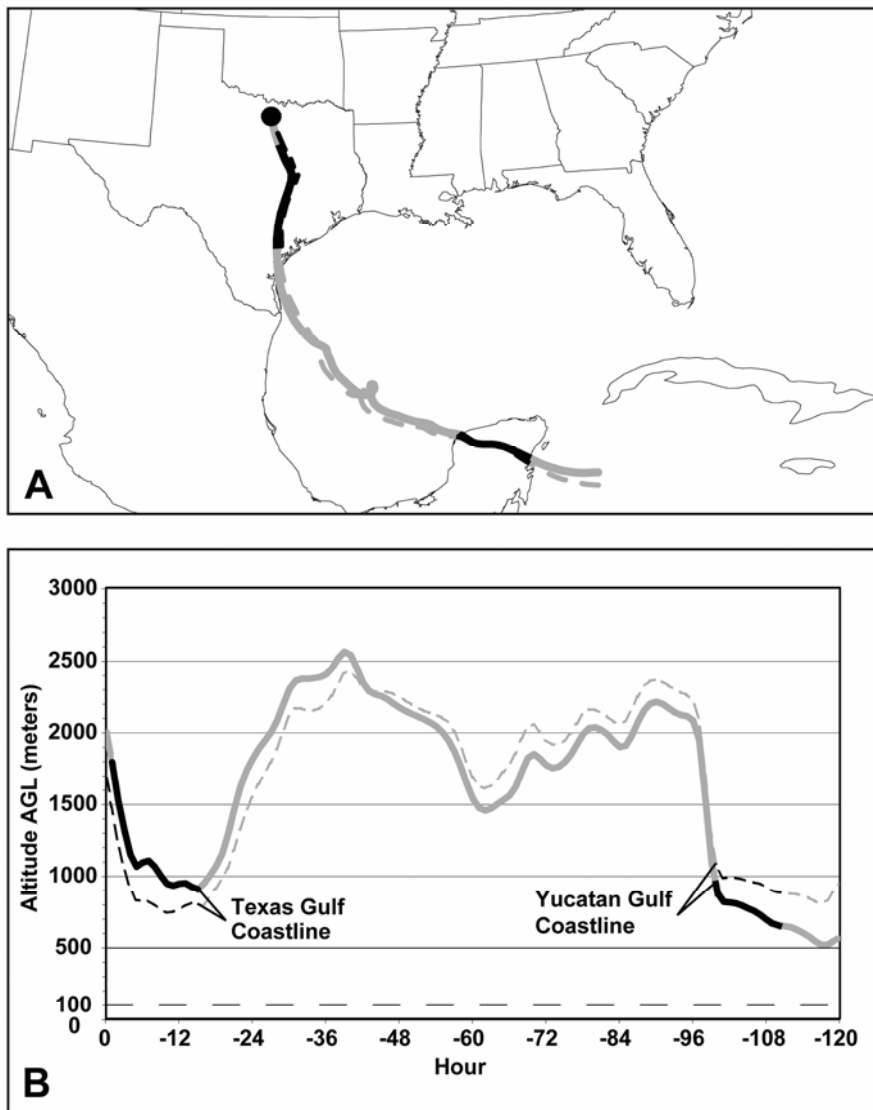 A
3000
2500
2000
1500
1000
500
100
0
Altitude AGL (meters)
Texas Gulf
Coastline
Yucatan Gulf
Coastline
0 -12 -24 -36 -48 -60 -72 -84 -96 -108 -120
Hour
B